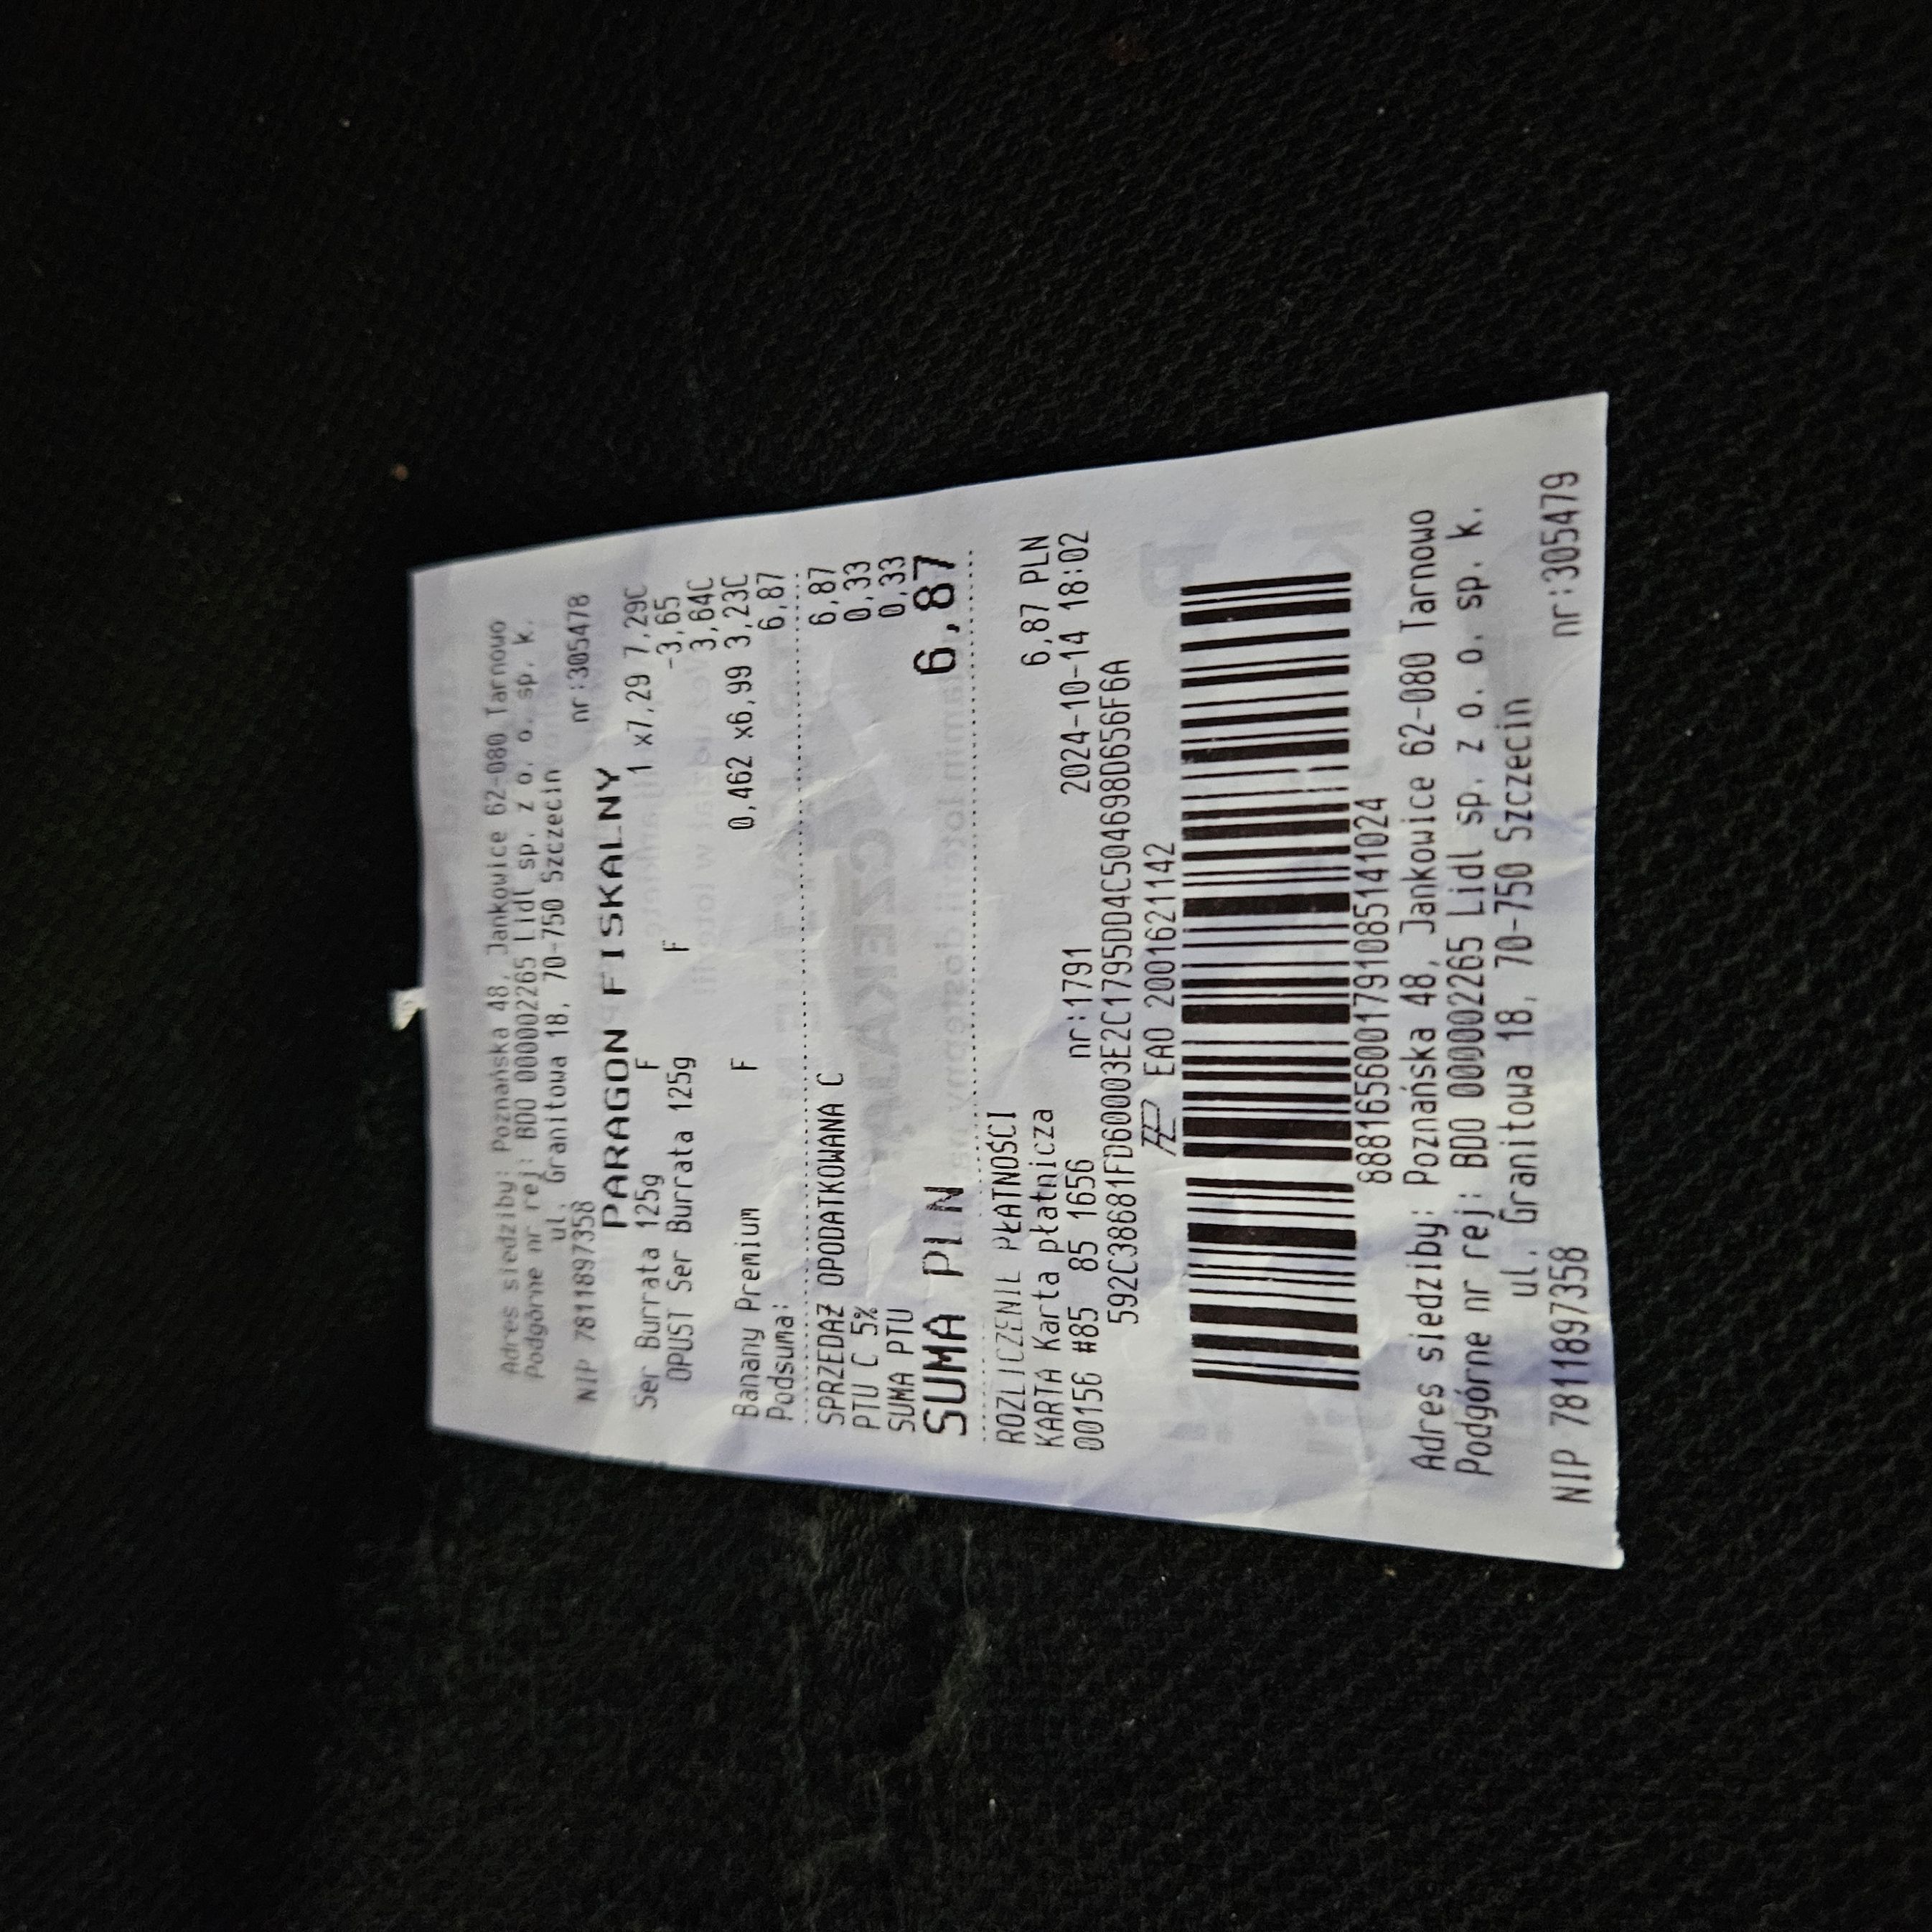 Adres siedziby: Poznańska 48, Jankowice 62-080 Tarnowo
Podgórne nr rej: BDO 000002265 Lidl sp. z o. o. sp. k.
ul. Granitowa 18, 70-750 Szczecin
NIP 7811897358 nr:305478
PARAGON FISKALNY
Ser Burrata 125g F 1 x7,29 7,29C
OPUST Ser Burrata 125g F -3,65
3,64C
Banany Premium F 0,462 x6,99 3,23C
Podsuma: 6,87
SPRZEDAŻ OPODATKOWANA C 6,87
PTU C 5% 0,33
SUMA PTU 0,33
SUMA PLN 6,87
ROZLICZENIE PŁATNOŚCI
KARTA Karta płatnicza 6,87 PLN
00156 #85 85 1656 nr:1791 2024-10-14 18:02
592C38681FD60003E2C1795DD4C504698D656F6A
EAO 2001621142
8881656001791085141024
Adres siedziby: Poznańska 48, Jankowice 62-080 Tarnowo
Podgórne nr rej: BDO 000002265 Lidl sp. z o. o. sp. k.
ul. Granitowa 18, 70-750 Szczecin
NIP 7811897358 nr:305479